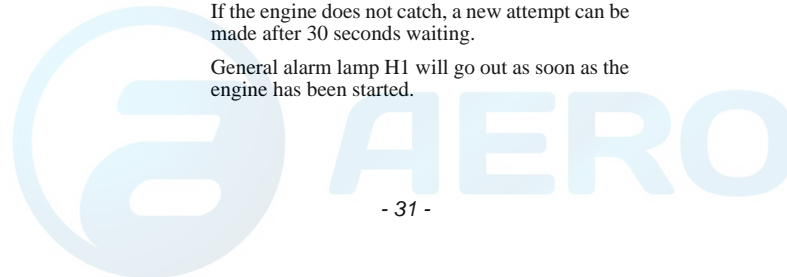 If the engine does not catch, a new attempt can be
made after 30 seconds waiting.
General alarm lamp H1 will go out as soon as the
engine has been started.
AERO
- 31 -